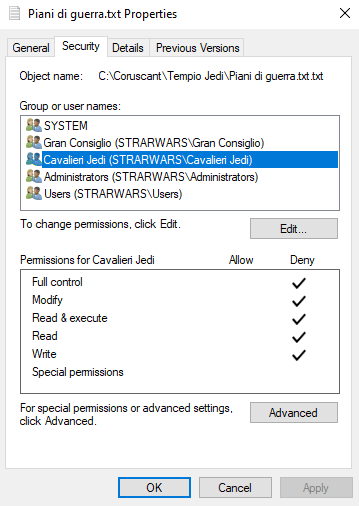 Piani di guerra.txt Properties
General Security Details Previous Versions
Object name: C:\Coruscant\Tempio Jedi\Piani di guerra.txt.txt
Group or user names:
SYSTEM
Gran Consiglio (STRARWARS\Gran Consiglio)
Cavalieri Jedi (STRARWARS\Cavalieri Jedi)
Administrators (STRARWARS\Administrators)
Users (STRARWARS\Users)
To change permissions, click Edit.
Edit...
Permissions for Cavalieri Jedi Allow Deny
Full control
Modify
Read & execute
Read
Write
Special permissions
For special permissions or advanced settings,
click Advanced.
Advanced
OK Cancel Apply